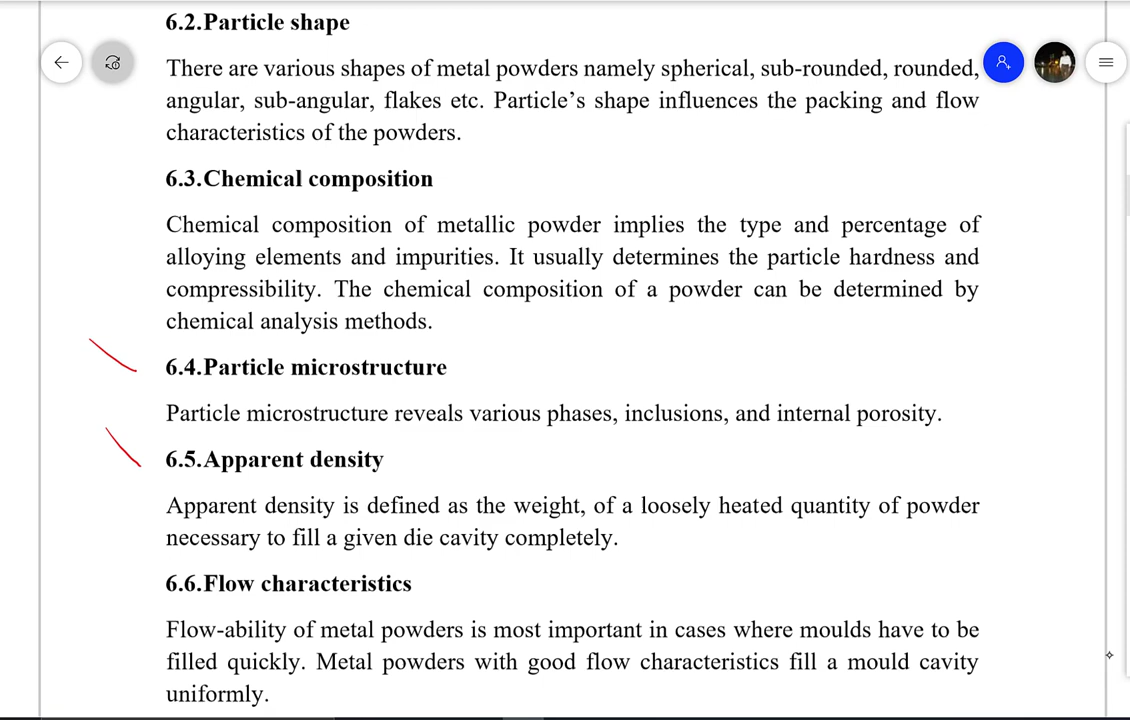 6.2.Particle shape
There are various shapes of metal powders namely spherical, sub-rounded, rounded,
angular, sub-angular, flakes etc. Particle’s shape influences the packing and flow
characteristics of the powders.
6.3.Chemical composition
Chemical composition of metallic powder implies the type and percentage of
alloying elements and impurities. It usually determines the particle hardness and
compressibility. The chemical composition of a powder can be determined by
chemical analysis methods.
6.4.Particle microstructure
Particle microstructure reveals various phases, inclusions, and internal porosity.
6.5.Apparent density
Apparent density is defined as the weight, of a loosely heated quantity of powder
necessary to fill a given die cavity completely.
6.6.Flow characteristics
Flow-ability of metal powders is most important in cases where moulds have to be
filled quickly. Metal powders with good flow characteristics fill a mould cavity
uniformly.